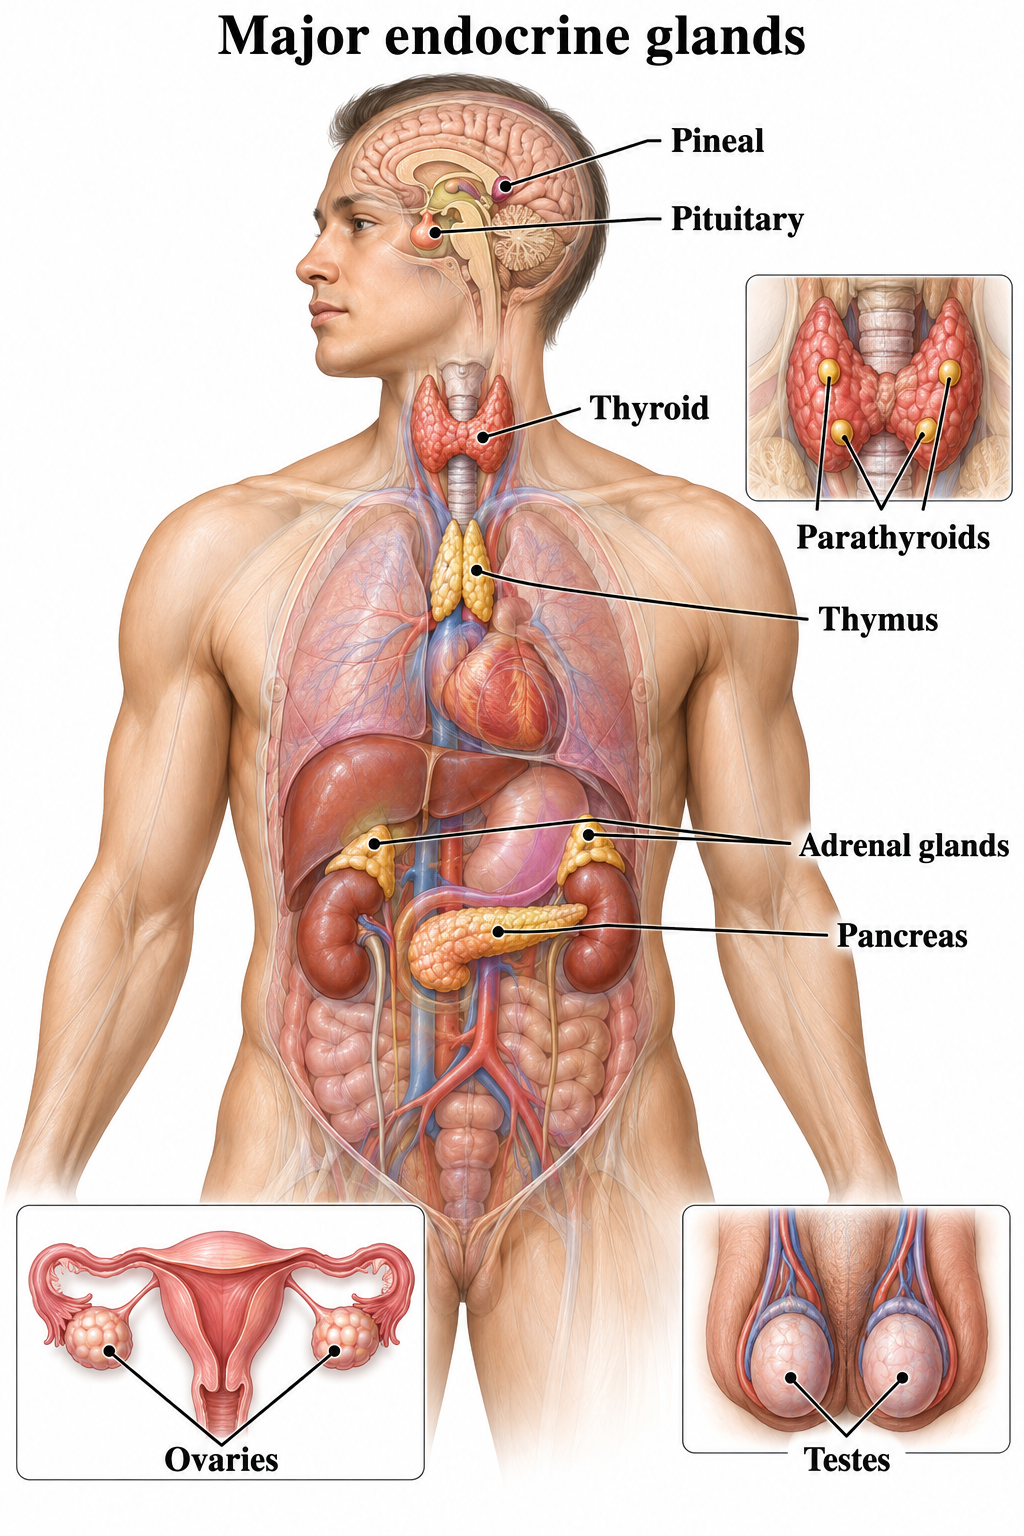 Major endocrine glands
Pineal
Pituitary
Thyroid
Parathyroids
Thymus
Adrenal glands
Pancreas
Ovaries
Testes